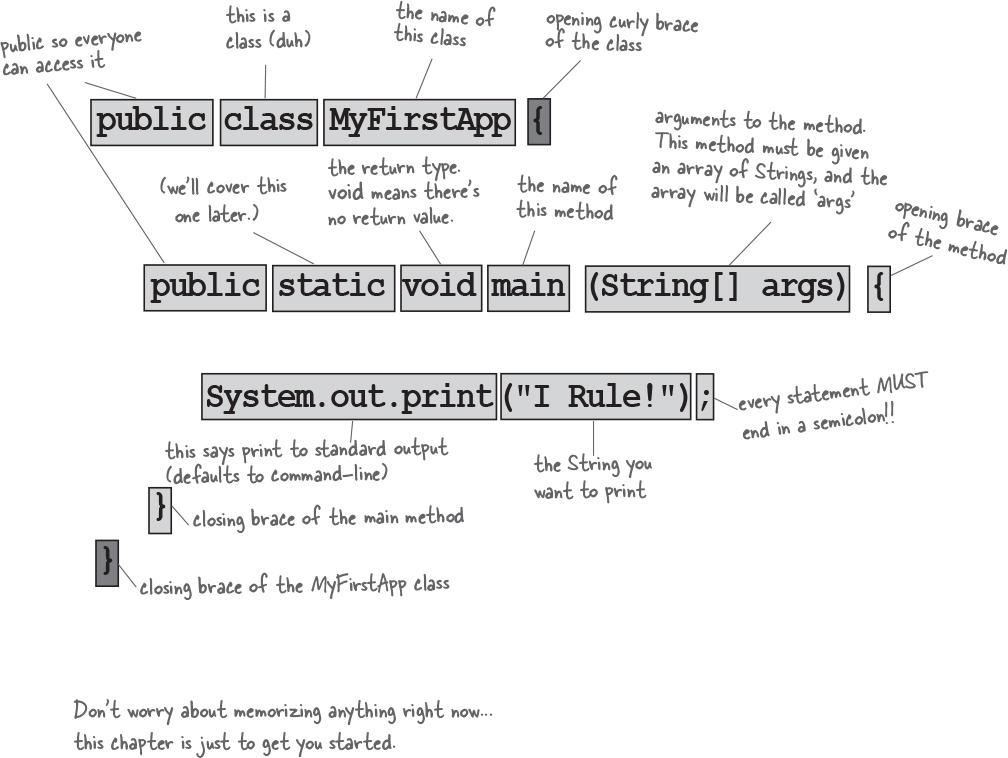 public so everyone
can access it
this is a
class (duh)
the name of
this class
opening curly brace
of the class
public class MyFirstApp {
(we'll cover this
one later.)
the return type.
void means there's
no return value.
the name of
this method
arguments to the method.
This method must be given
an array of Strings, and the
array will be called 'args'
opening brace
of the method
public static void main (String[] args) {
System.out.print("I Rule!");
every statement MUST
end in a semicolon!!
this says print to standard output
(defaults to command-line)
the String you
want to print
}
closing brace of the main method
}
closing brace of the MyFirstApp class
Don't worry about memorizing anything right now...
this chapter is just to get you started.